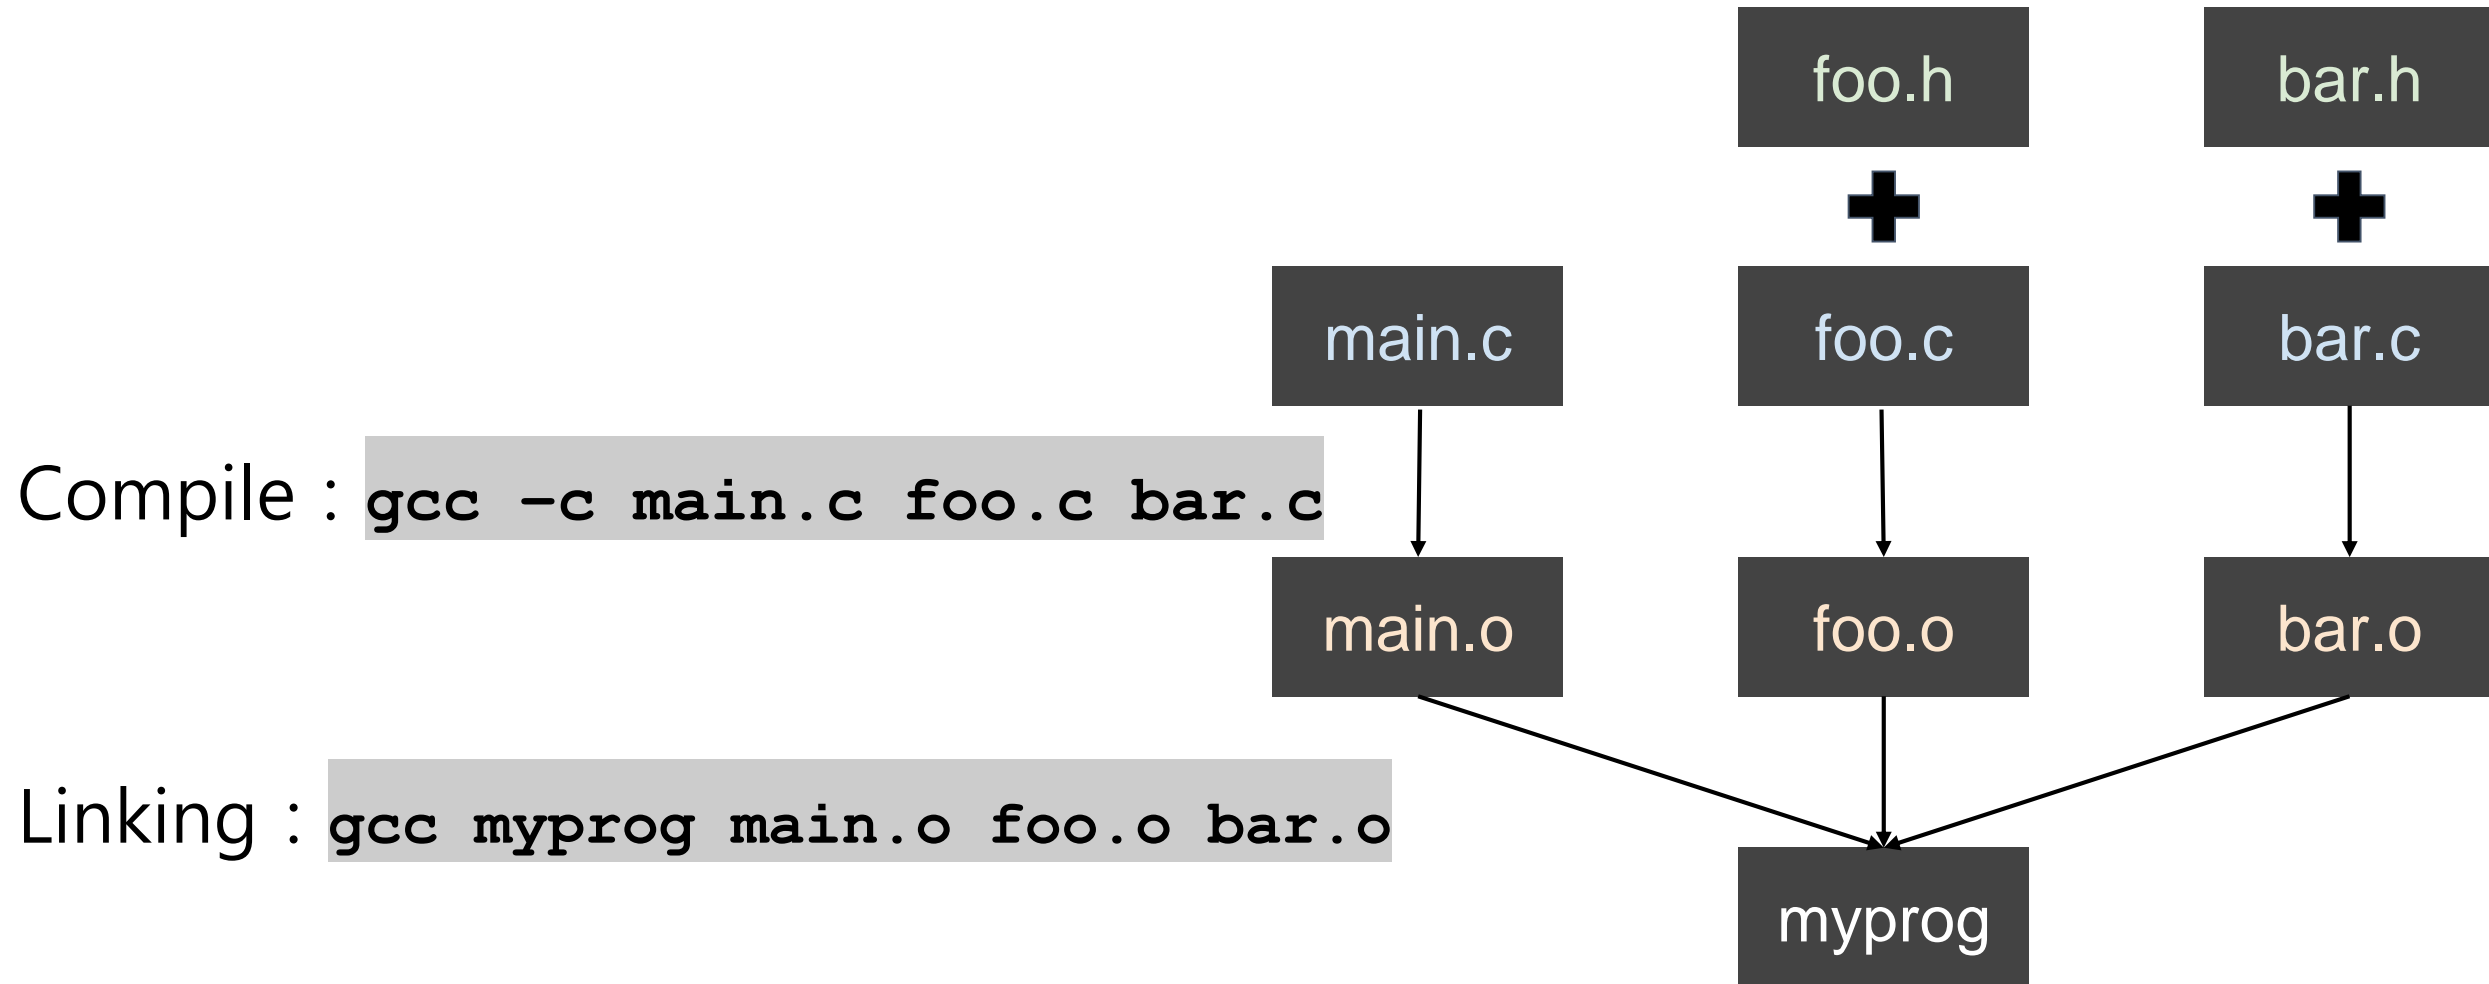 foo.h bar.h
main.c foo.c bar.c
Compile : gcc -c main.c foo.c bar.c
main.o foo.o bar.o
Linking : gcc myprog main.o foo.o bar.o
myprog